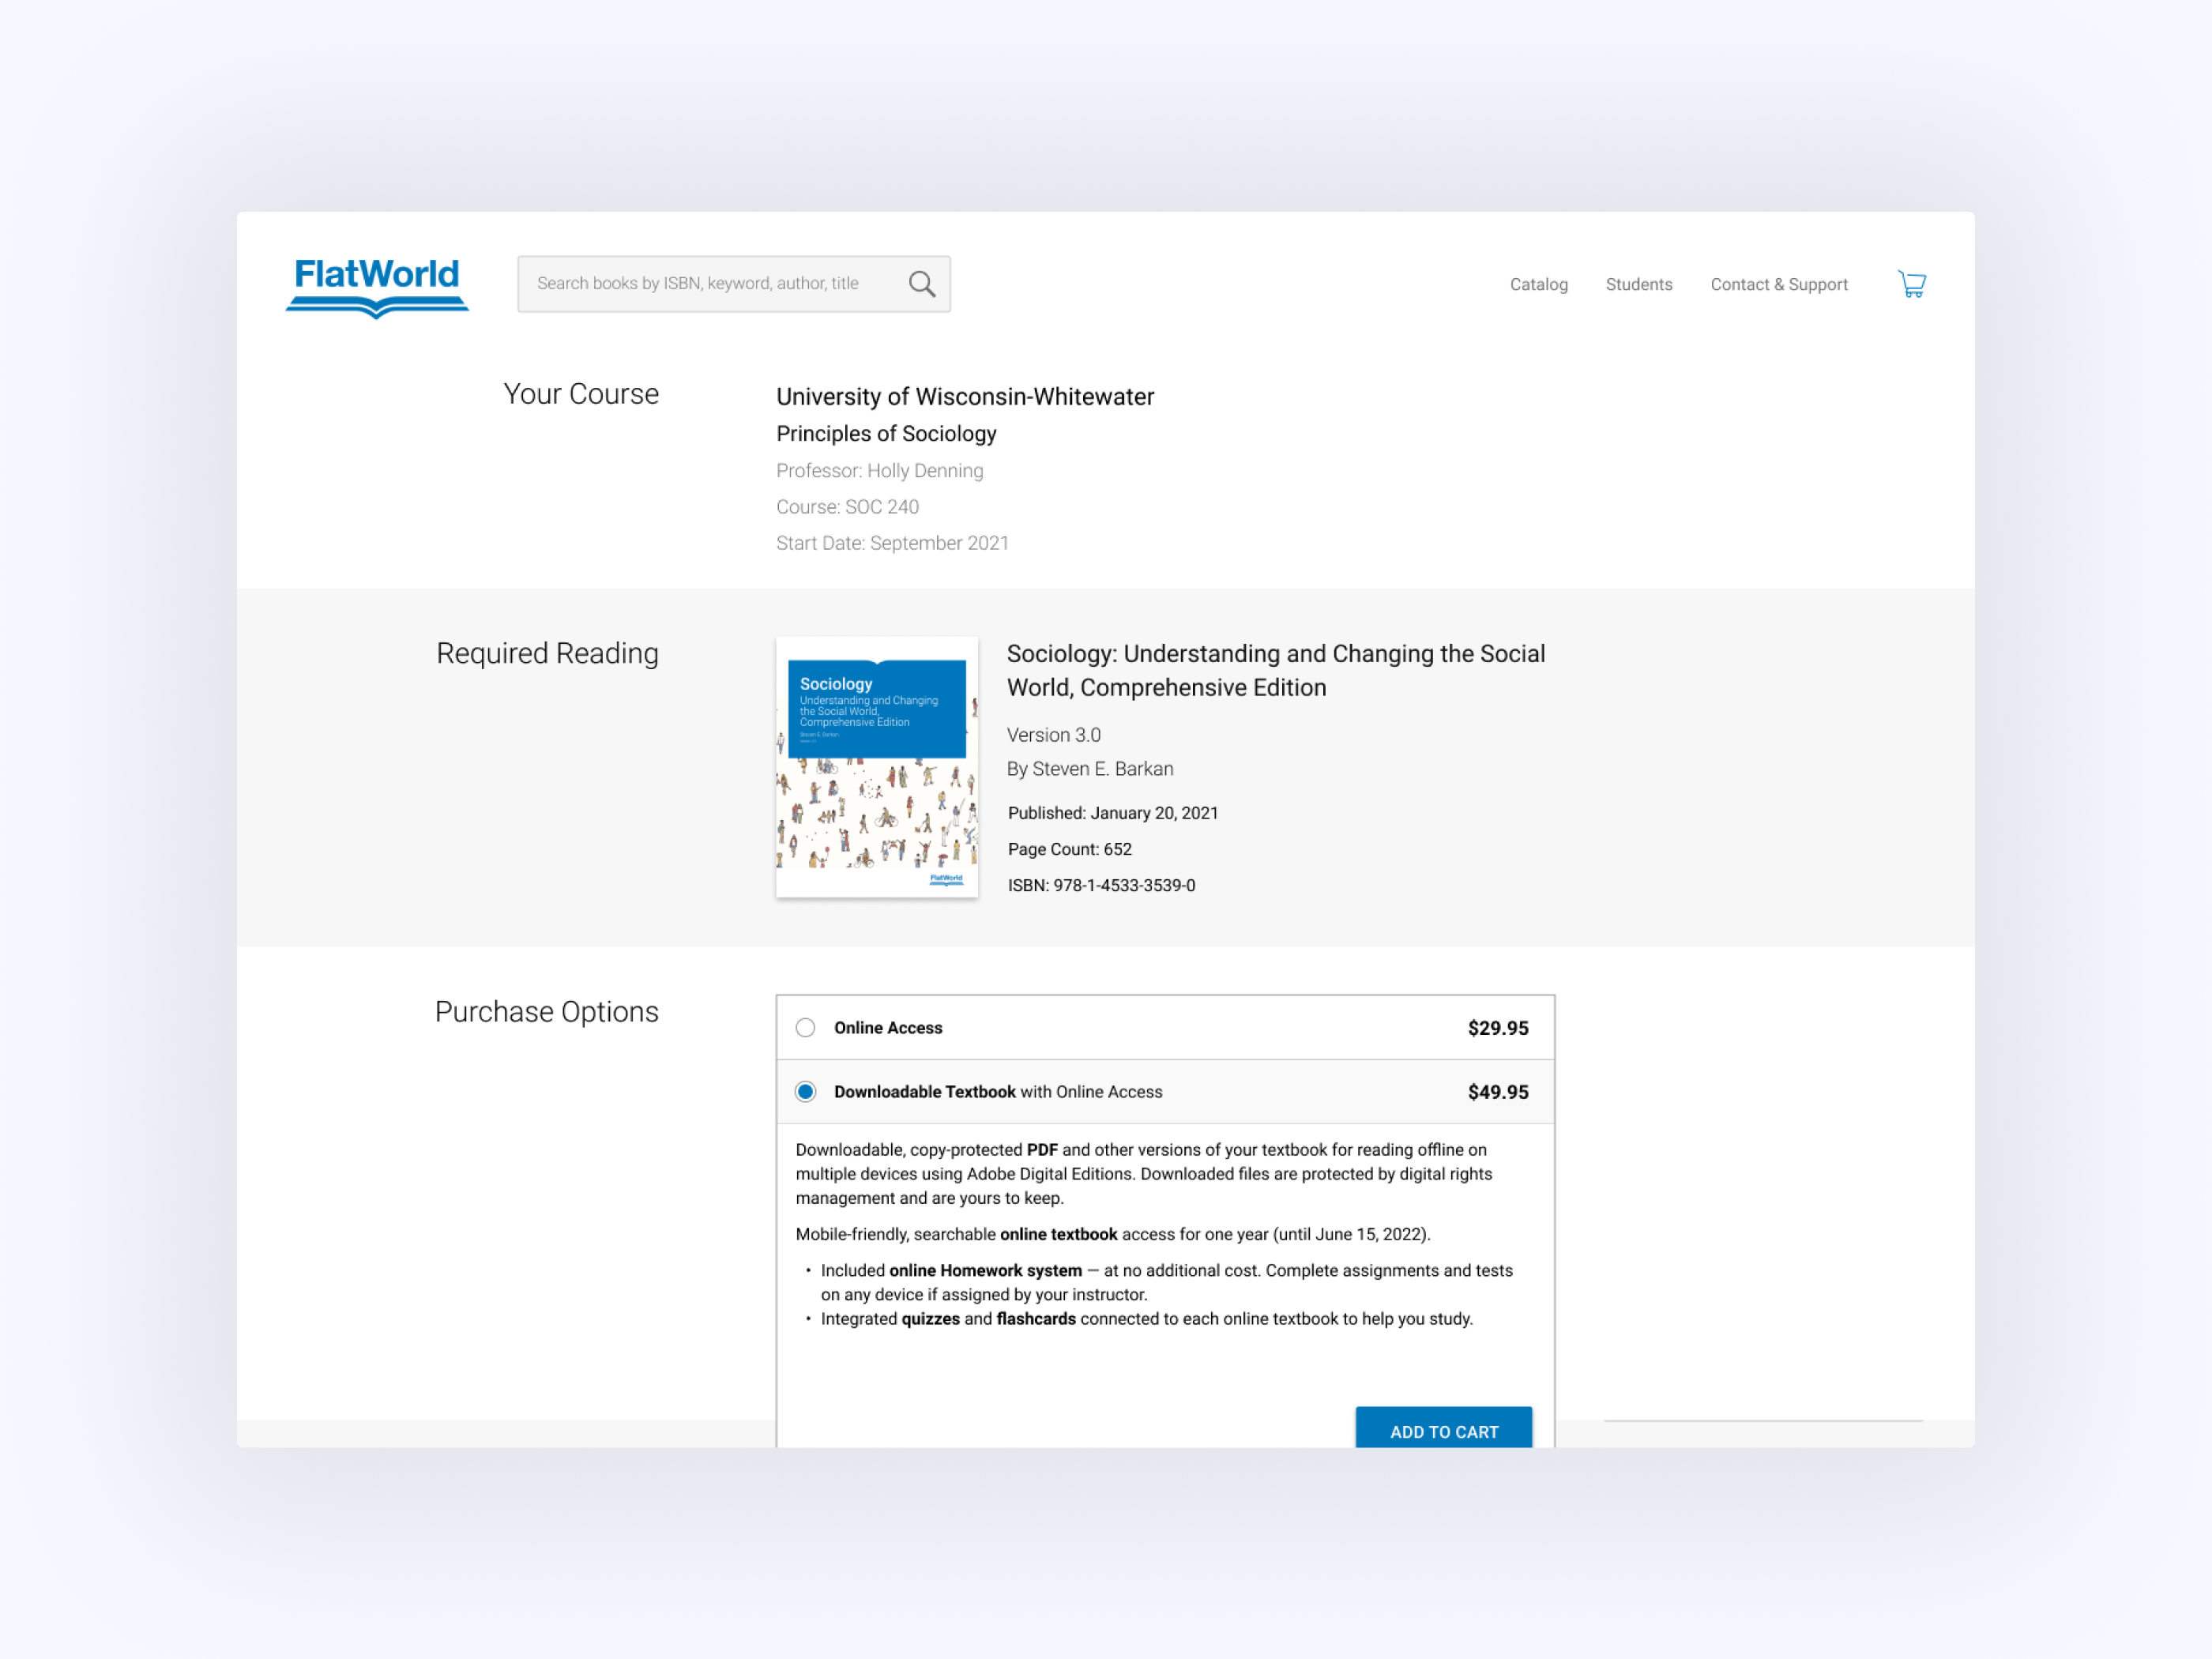 FlatWorld
Search books by ISBN, keyword, author, title
Catalog
Students
Contact & Support
Your Course
University of Wisconsin-Whitewater
Principles of Sociology
Professor: Holly Denning
Course: SOC 240
Start Date: September 2021
Required Reading
Sociology
Understanding and Changing
the Social World,
Comprehensive Edition
Steven E. Barkan
FlatWorld
Sociology: Understanding and Changing the Social
World, Comprehensive Edition
Version 3.0
By Steven E. Barkan
Published: January 20, 2021
Page Count: 652
ISBN: 978-1-4533-3539-0
Purchase Options
Online Access
$29.95
Downloadable Textbook with Online Access
$49.95
Downloadable, copy-protected PDF and other versions of your textbook for reading offline on
multiple devices using Adobe Digital Editions. Downloaded files are protected by digital rights
management and are yours to keep.
Mobile-friendly, searchable online textbook access for one year (until June 15, 2022).
• Included online Homework system — at no additional cost. Complete assignments and tests
on any device if assigned by your instructor.
• Integrated quizzes and flashcards connected to each online textbook to help you study.
ADD TO CART